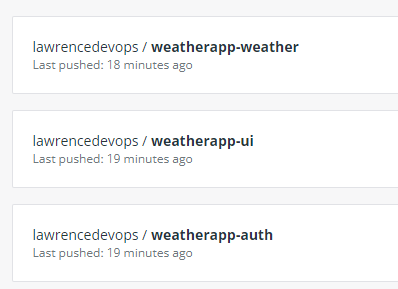 lawrencedevops / weatherapp-weather
Last pushed: 18 minutes ago
lawrencedevops / weatherapp-ui
Last pushed: 19 minutes ago
lawrencedevops / weatherapp-auth
Last pushed: 19 minutes ago